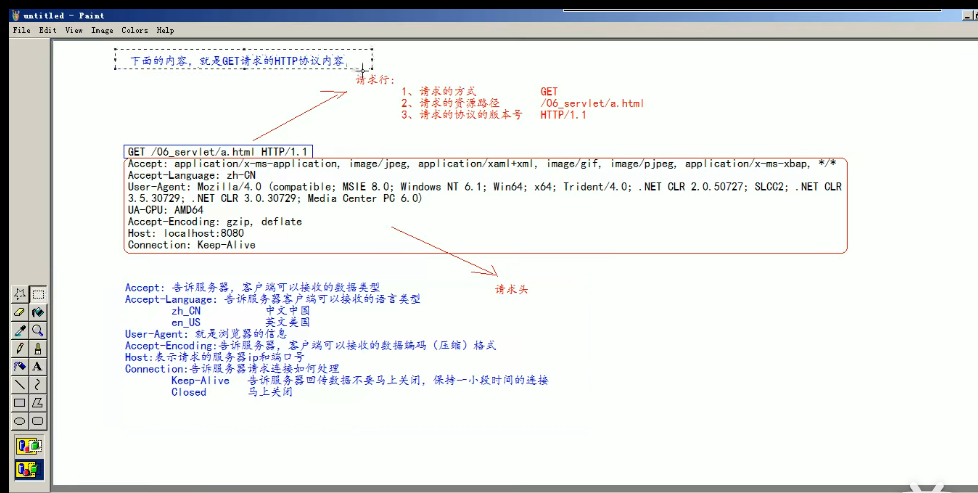 untitled - Paint
File Edit View Image Colors Help
下面的内容，就是GET请求的HTTP协议内容
请求行：
1、请求的方式 GET
2、请求的资源路径 /06_servlet/a.html
3、请求的协议的版本号 HTTP/1.1
GET /06_servlet/a.html HTTP/1.1
Accept: application/x-ms-application, image/jpeg, application/xaml+xml, image/gif, image/pjpeg, application/x-ms-xbap, */*
Accept-Language: zh-CN
User-Agent: Mozilla/4.0 (compatible; MSIE 8.0; Windows NT 6.1; Win64; x64; Trident/4.0; .NET CLR 2.0.50727; SLCC2; .NET CLR
3.5.30729; .NET CLR 3.0.30729; Media Center PC 6.0)
UA-CPU: AMD64
Accept-Encoding: gzip, deflate
Host: localhost:8080
Connection: Keep-Alive
请求头
Accept: 告诉服务器，客户端可以接收的数据类型
Accept-Language: 告诉服务器客户端可以接收的语言类型
zh_CN 中文中国
en_US 英文美国
User-Agent: 就是浏览器的信息
Accept-Encoding:告诉服务器，客户端可以接收的数据编码（压缩）格式
Host:表示请求的服务器ip和端口号
Connection:告诉服务器请求连接如何处理
Keep-Alive 告诉服务器回传数据不要马上关闭，保持一小段时间的连接
Closed 马上关闭
A